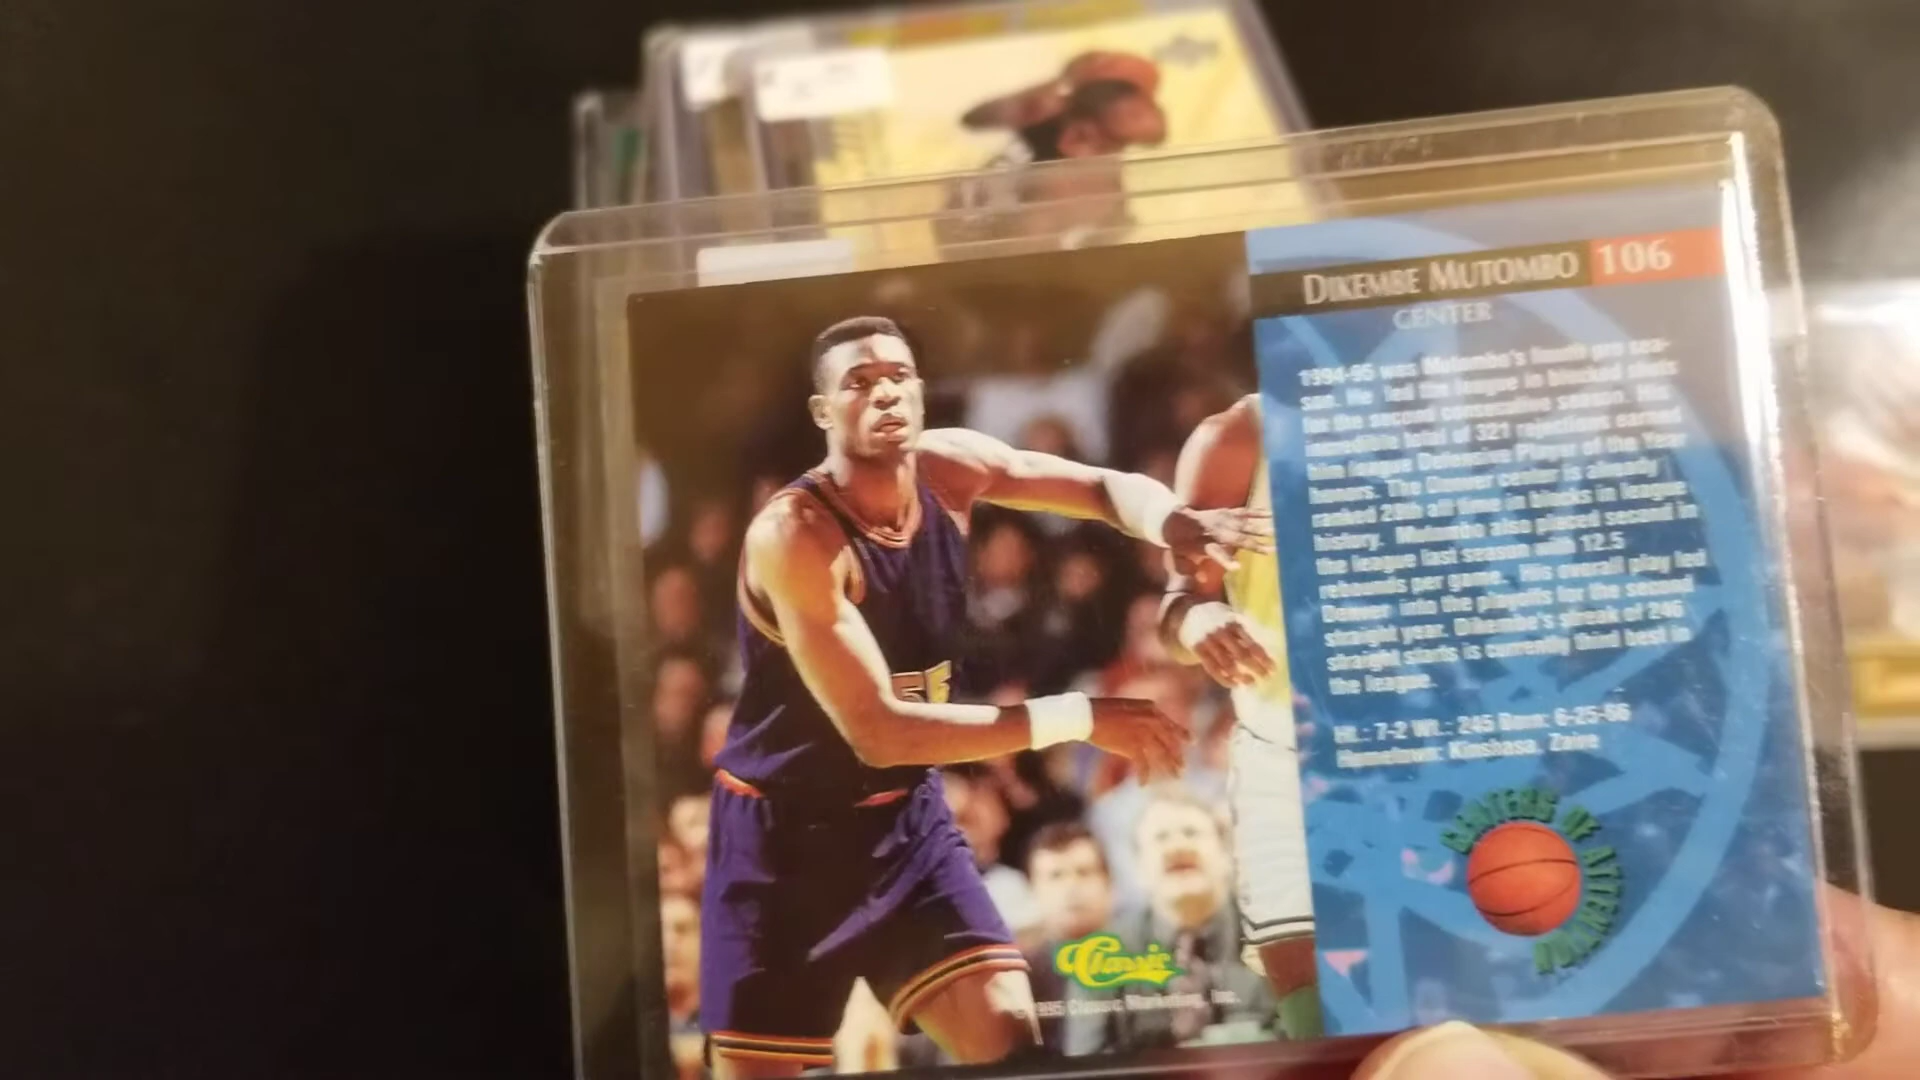 DIKEMBE MUTOMBO 106
CENTER
1994-95 was Mutombo's fourth pro sea-
son. He led the league in blocked shots
for the second consecutive season. His
incredible total of 321 rejections earned
him league Defensive Player of the Year
honors. The Denver center is already
ranked 20th all time in blocks in league
history. Mutombo also placed second in
the league last season with 12.5
rebounds per game. His overall play led
Denver into the playoffs for the second
straight year. Dikembe's streak of 246
straight starts is currently third best in
the league.
Ht.: 7-2 Wt.: 245 Born: 6-25-66
Hometown: Kinshasa, Zaire
CENTERS OF ATTENTION
55
Classic
1995 Classic Marketing, Inc.